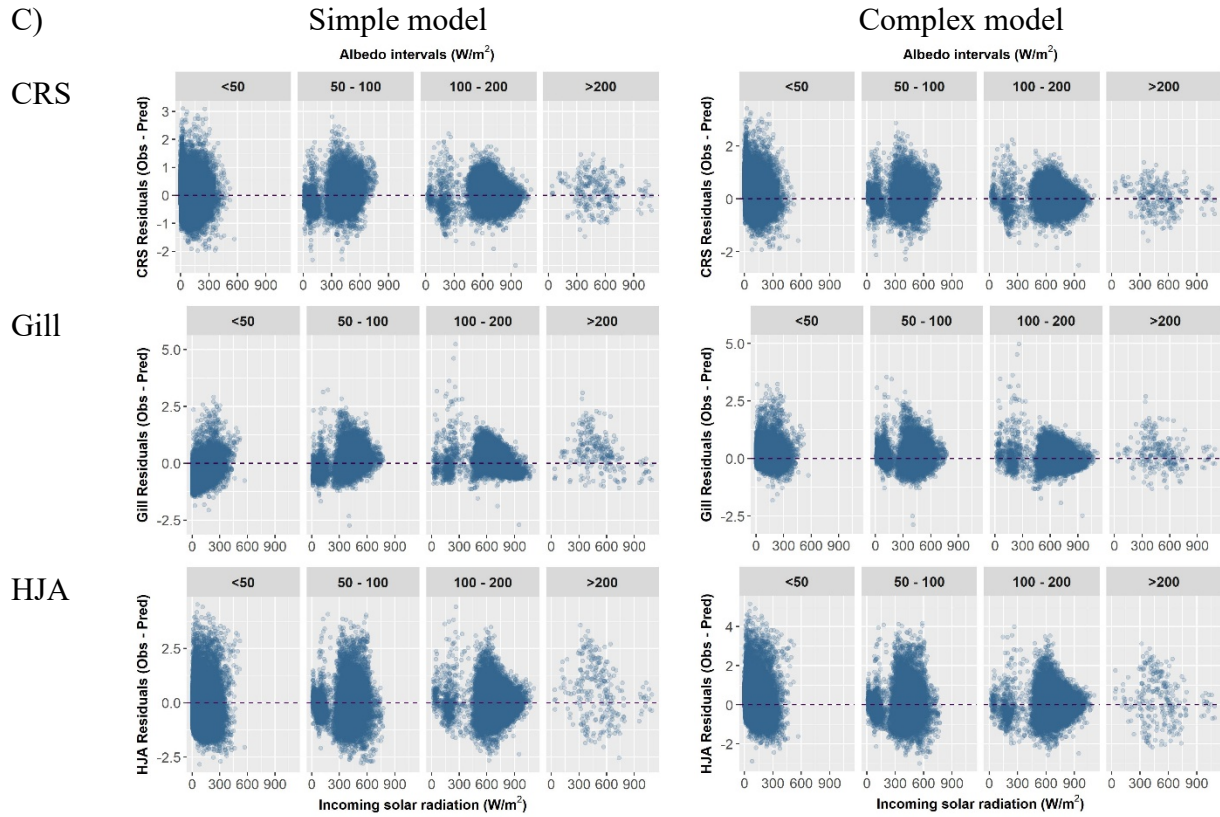 C) Simple model Complex model
Albedo intervals (W/m²) Albedo intervals (W/m²)
CRS
<50 50 - 100 100 - 200 >200
CRS Residuals (Obs - Pred)
3
2
1
0
-1
-2
0 300 600 900 0 300 600 900 0 300 600 900 0 300 600 900
<50 50 - 100 100 - 200 >200
CRS Residuals (Obs - Pred)
2
0
-2
0 300 600 900 0 300 600 900 0 300 600 900 0 300 600 900
Gill
<50 50 - 100 100 - 200 >200
Gill Residuals (Obs - Pred)
5.0
2.5
0.0
-2.5
0 300 600 900 0 300 600 900 0 300 600 900 0 300 600 900
<50 50 - 100 100 - 200 >200
Gill Residuals (Obs - Pred)
5.0
2.5
0.0
-2.5
0 300 600 900 0 300 600 900 0 300 600 900 0 300 600 900
HJA
<50 50 - 100 100 - 200 >200
HJA Residuals (Obs - Pred)
2.5
0.0
-2.5
0 300 600 900 0 300 600 900 0 300 600 900 0 300 600 900
Incoming solar radiation (W/m²)
<50 50 - 100 100 - 200 >200
HJA Residuals (Obs - Pred)
4
2
0
-2
0 300 600 900 0 300 600 900 0 300 600 900 0 300 600 900
Incoming solar radiation (W/m²)